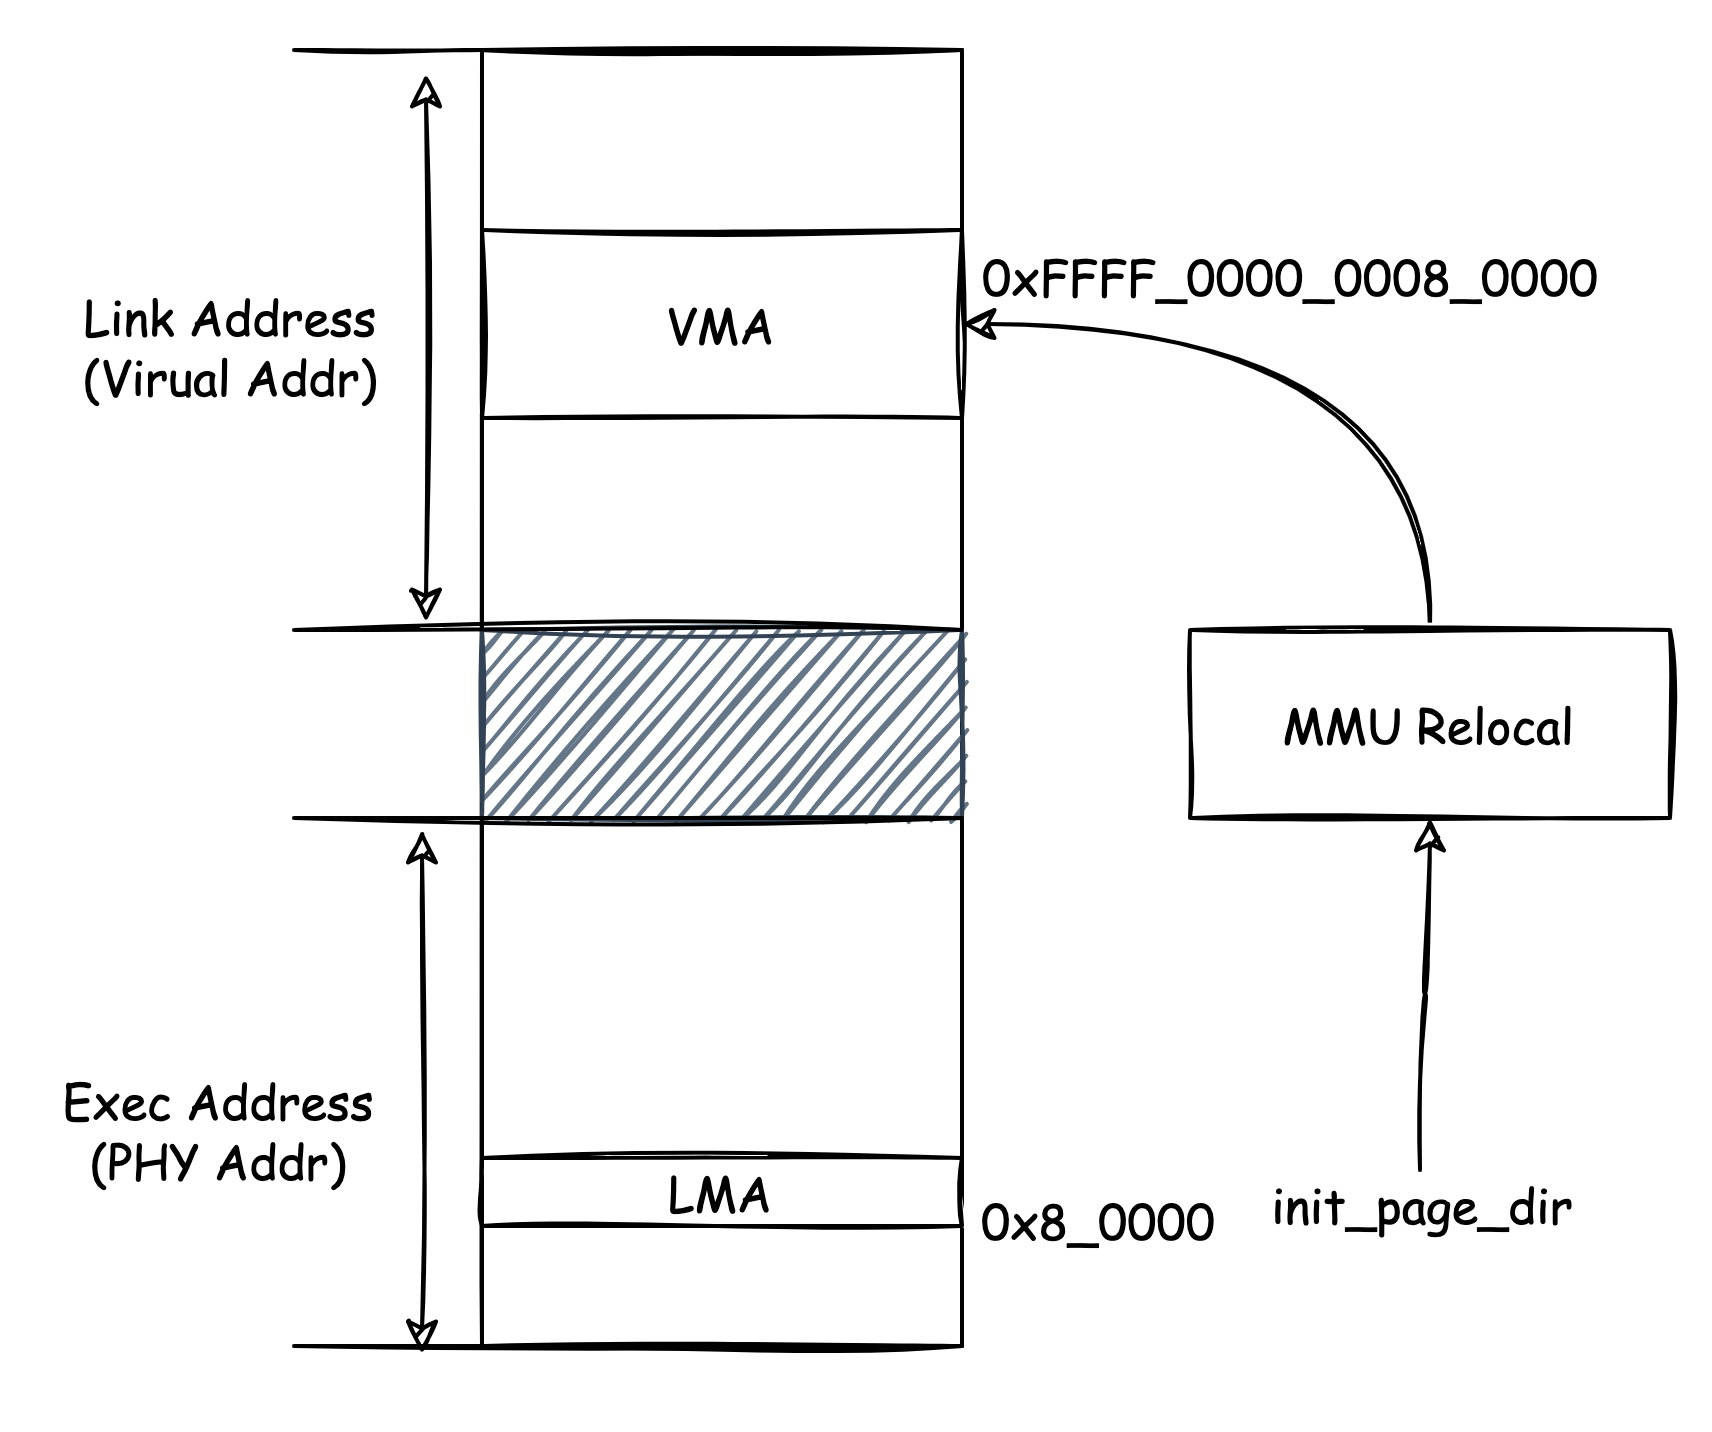 0xFFFF_0000_0008_0000
Link Address
(Virual Addr)
VMA
MMU Relocal
Exec Address
(PHY Addr)
LMA
0x8_0000
init_page_dir